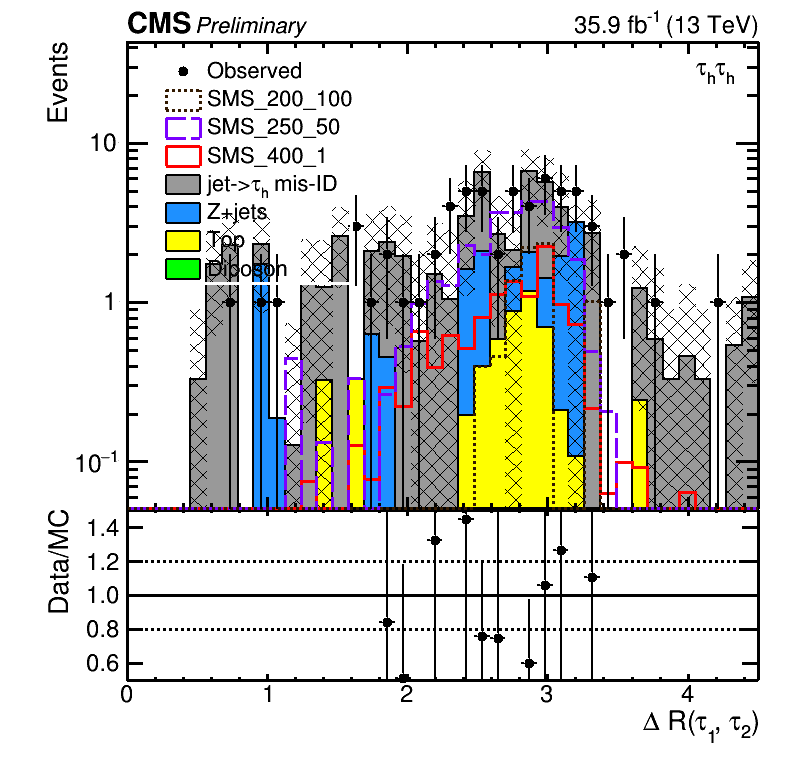 CMS Preliminary 35.9 fb⁻¹ (13 TeV)
Events
τₕτₕ
Observed
SMS_200_100
SMS_250_50
SMS_400_1
jet->τₕ mis-ID
Z+jets
Top
Diboson
10
1
10⁻¹
Data/MC
1.4
1.2
1.0
0.8
0.6
0 1 2 3 4
Δ R(τ₁, τ₂)